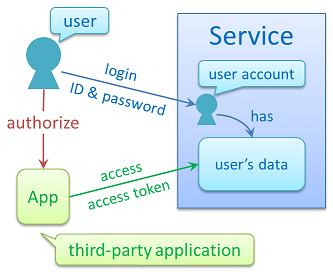 user
Service
login
ID & password
user account
has
authorize
user's data
access
access token
App
third-party application